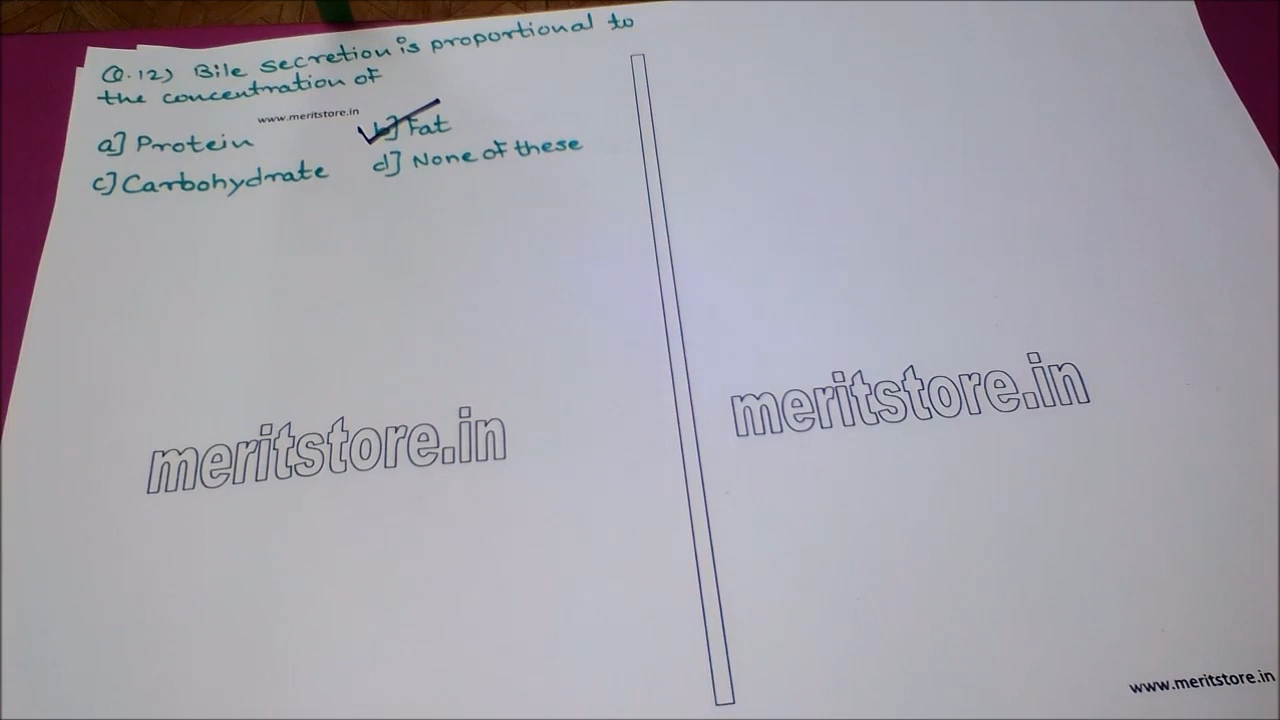 Q.12) Bile secretion is proportional to
the concentration of
www.meritstore.in
a] Protein b] Fat
c] Carbohydrate d] None of these
meritstore.in meritstore.in
www.meritstore.in